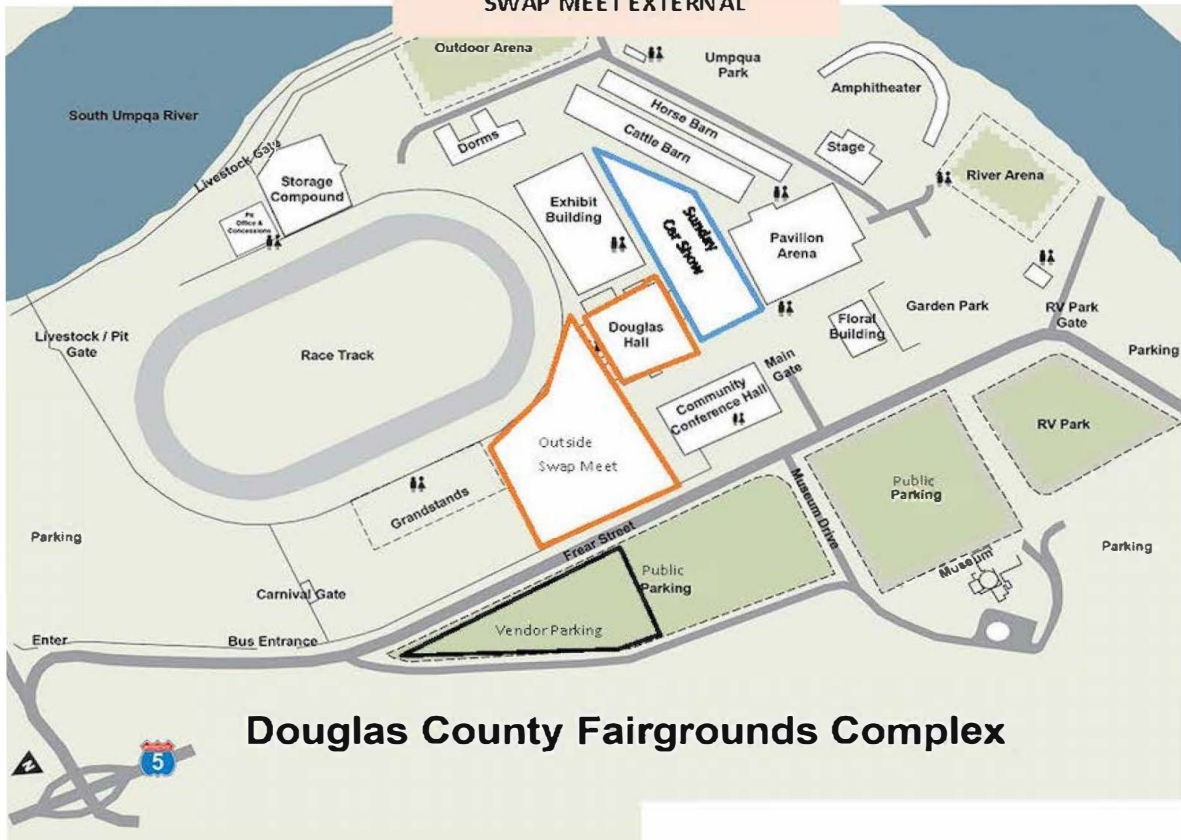 SWAP MEET EXTERNAL
Outdoor Arena
Umpqua
Park
Amphitheater
South Umpqa River
Horse Barn
Cattle Barn
Dorms
Stage
Livestock Gate
Storage
Compound
River Arena
Pit
Office &
Concessions
Exhibit
Building
Sunday
Car Show
Pavilion
Arena
Garden Park
RV Park
Gate
Floral
Building
Douglas
Hall
Livestock / Pit
Gate
Race Track
Parking
Main
Gate
Community
Conference Hall
RV Park
Outside
Swap Meet
Public
Parking
Museum Drive
Grandstands
Frear Street
Parking
Parking
Museum
Public
Parking
Carnival Gate
Vendor Parking
Enter
Bus Entrance
Douglas County Fairgrounds Complex
N
5